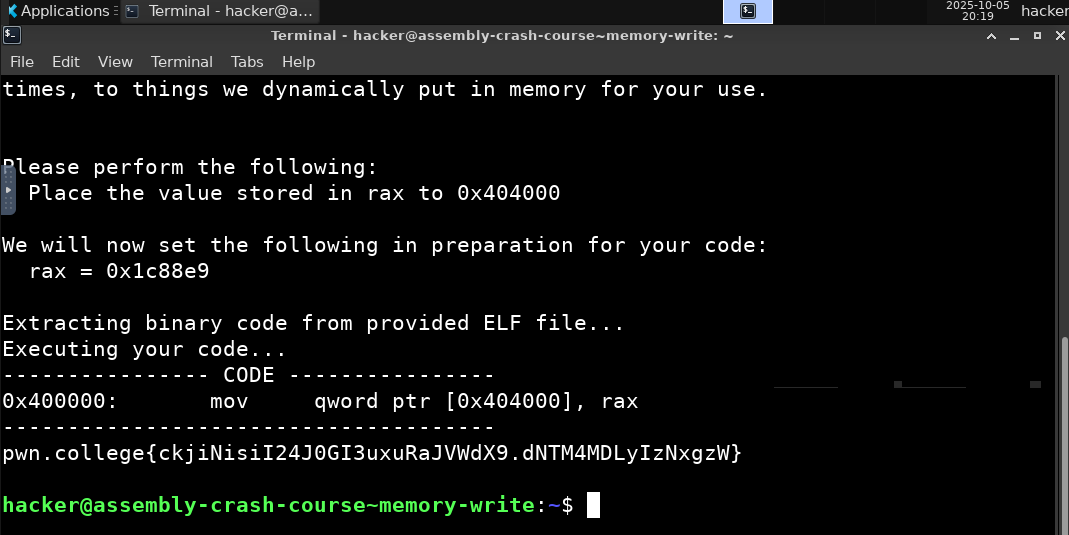 Applications Terminal - hacker@a... 2025-10-05 20:19 hacker
Terminal - hacker@assembly-crash-course~memory-write: ~
File Edit View Terminal Tabs Help
times, to things we dynamically put in memory for your use.
Please perform the following:
Place the value stored in rax to 0x404000
We will now set the following in preparation for your code:
rax = 0x1c88e9
Extracting binary code from provided ELF file...
Executing your code...
---------------- CODE ----------------
0x400000: mov qword ptr [0x404000], rax
--------------------------------------
pwn.college{ckjiNisiI24J0GI3uxuRaJVWdX9.dNTM4MDLyIzNxgzW}
hacker@assembly-crash-course~memory-write:~$